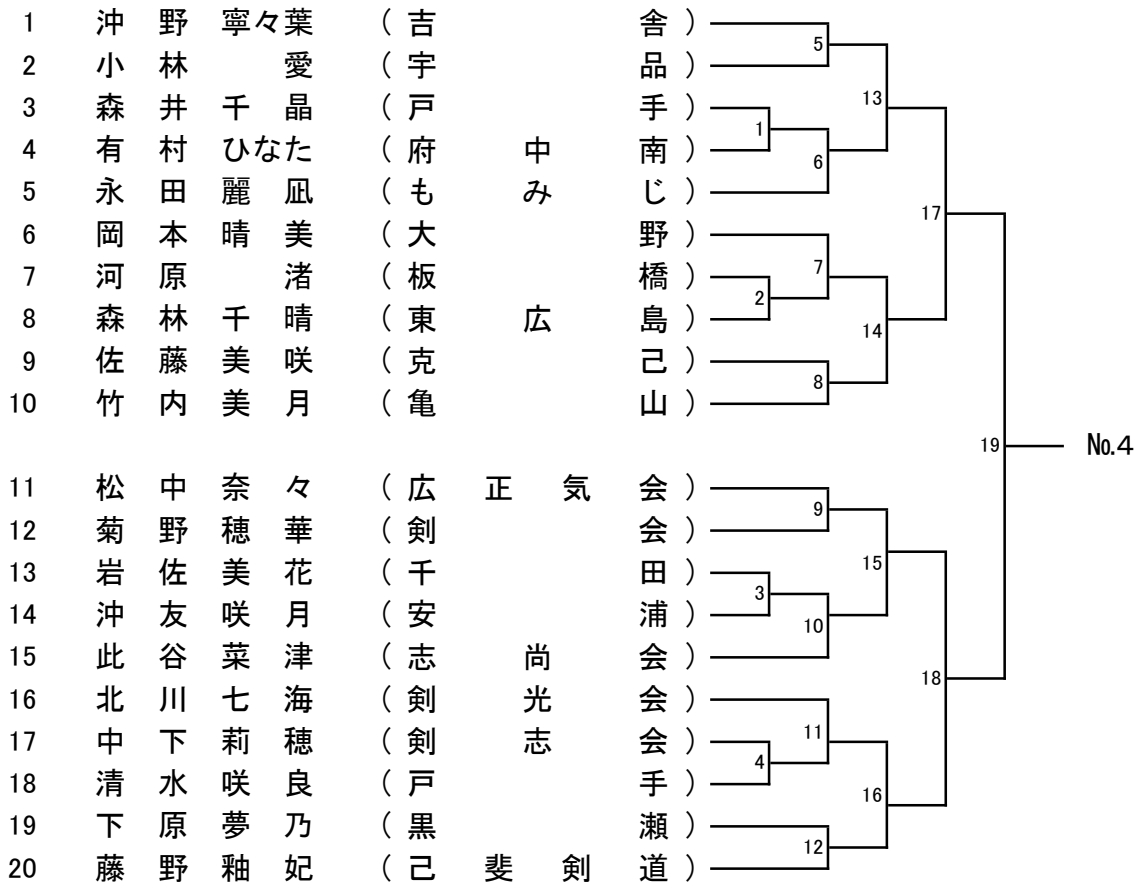 1 沖野寧々葉 (吉舎)
5
2 小林愛 (宇品)
13
3 森井千晶 (戸手)
1
4 有村ひなた (府中南)
6
5 永田麗凪 (もみじ)
17
6 岡本晴美 (大野)
7
7 河原渚 (板橋)
2
8 森林千晴 (東広島)
14
9 佐藤美咲 (克己)
8
10 竹内美月 (亀山)
19 №4
11 松中奈々 (広正気会)
9
12 菊野穂華 (剣会)
15
13 岩佐美花 (千田)
3
14 沖友咲月 (安浦)
10
15 此谷菜津 (志尚会)
18
16 北川七海 (剣光会)
11
17 中下莉穂 (剣志会)
4
18 清水咲良 (戸手)
16
19 下原夢乃 (黒瀬)
12
20 藤野釉妃 (己斐剣道)